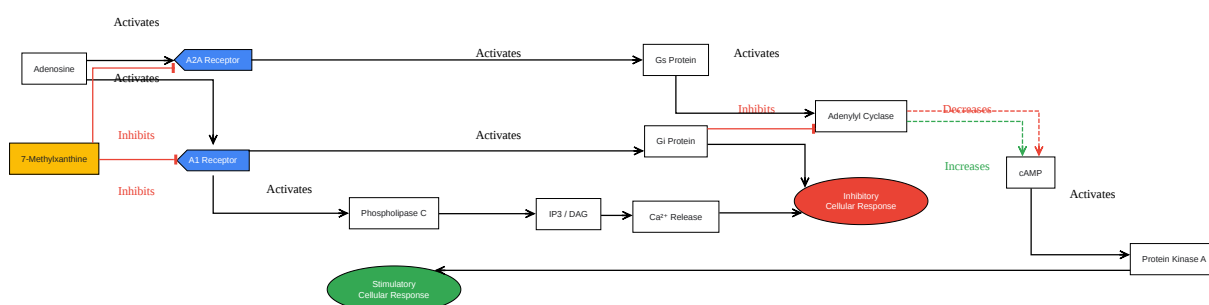 Activates
Adenosine
A2A Receptor
Activates
Gs Protein
Activates
Activates
Inhibits
Adenylyl Cyclase
Decreases
7-Methylxanthine
Inhibits
A1 Receptor
Activates
Gi Protein
Increases
cAMP
Inhibits
Activates
Activates
Phospholipase C
IP3 / DAG
Ca²⁺ Release
Inhibitory
Cellular Response
Protein Kinase A
Stimulatory
Cellular Response